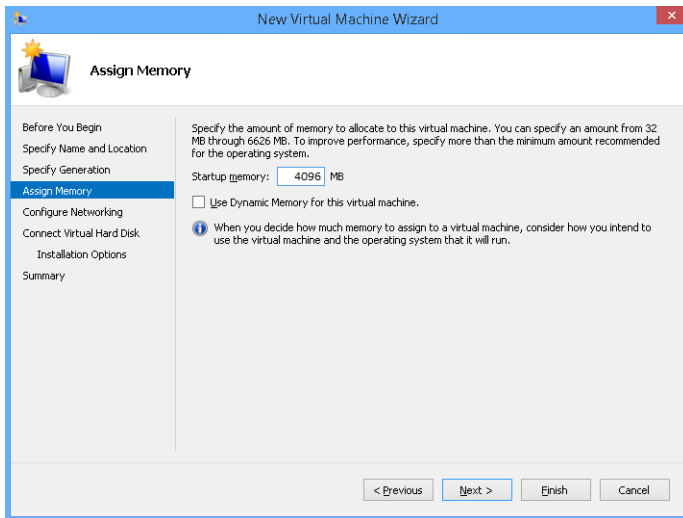 New Virtual Machine Wizard
Assign Memory
Before You Begin
Specify Name and Location
Specify Generation
Assign Memory
Configure Networking
Connect Virtual Hard Disk
Installation Options
Summary
Specify the amount of memory to allocate to this virtual machine. You can specify an amount from 32
MB through 6626 MB. To improve performance, specify more than the minimum amount recommended
for the operating system.
Startup memory: 4096 MB
Use Dynamic Memory for this virtual machine.
When you decide how much memory to assign to a virtual machine, consider how you intend to
use the virtual machine and the operating system that it will run.
< Previous Next > Finish Cancel